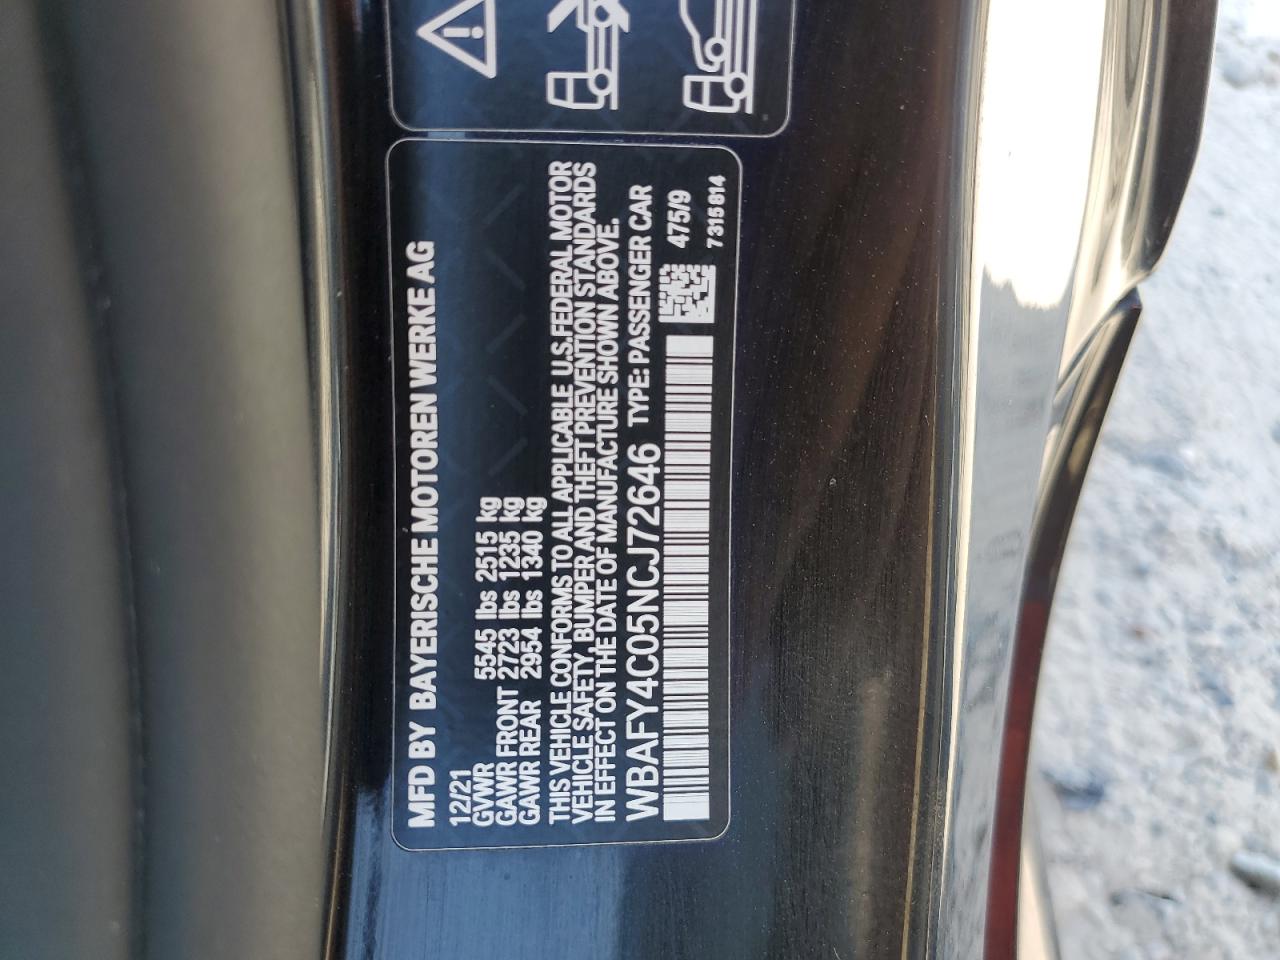 MFD BY BAYERISCHE MOTOREN WERKE AG
12/21
GVWR 5545 lbs 2515 kg
GAWR FRONT 2723 lbs 1235 kg
GAWR REAR 2954 lbs 1340 kg
THIS VEHICLE CONFORMS TO ALL APPLICABLE U.S.FEDERAL MOTOR
VEHICLE SAFETY, BUMPER AND THEFT PREVENTION STANDARDS
IN EFFECT ON THE DATE OF MANUFACTURE SHOWN ABOVE.
WBAFY4C05NCJ72646 TYPE: PASSENGER CAR
475/9
7315814